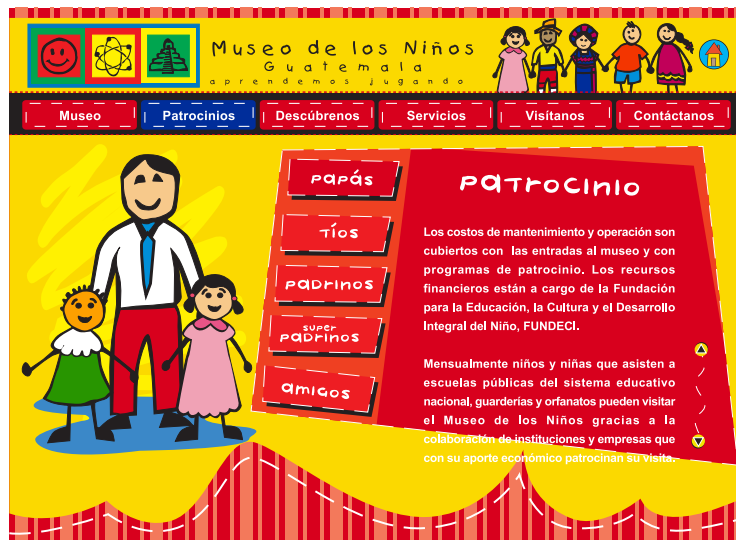 Museo de los Niños
Guatemala
aprendemos jugando
Museo
Patrocinios
Descúbrenos
Servicios
Visítanos
Contáctanos
papás
tíos
padrinos
super
padrinos
amigos
Patrocinio
Los costos de mantenimiento y operación son
cubiertos con las entradas al museo y con
programas de patrocinio. Los recursos
financieros están a cargo de la Fundación
para la Educación, la Cultura y el Desarrollo
Integral del Niño, FUNDECI.
Mensualmente niños y niñas que asisten a
escuelas públicas del sistema educativo
nacional, guarderías y orfanatos pueden visitar
el Museo de los Niños gracias a la
colaboración de instituciones y empresas que
con su aporte económico patrocinan su visita.